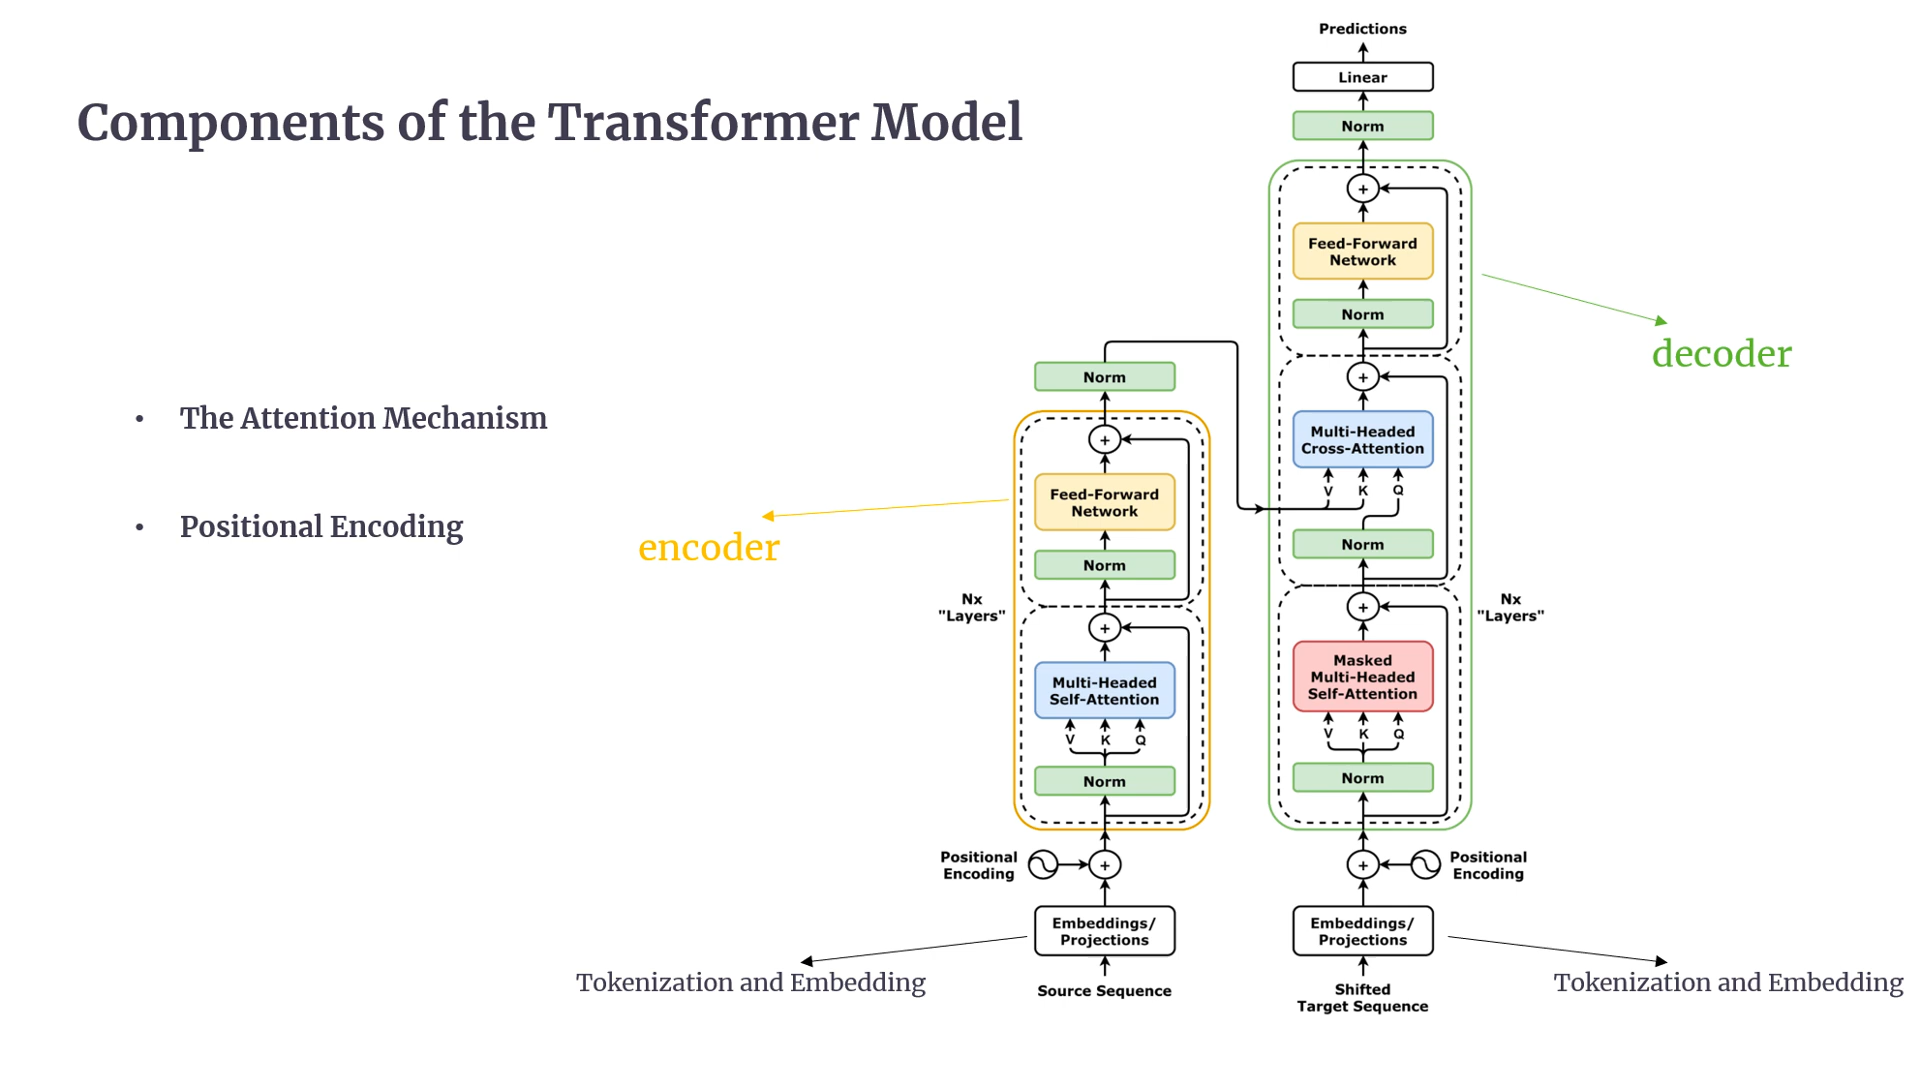 Components of the Transformer Model
• The Attention Mechanism
• Positional Encoding
encoder
decoder
Predictions
Linear
Norm
+
Feed-Forward
Network
Norm
+
Multi-Headed
Cross-Attention
V K Q
Norm
+
Masked
Multi-Headed
Self-Attention
V K Q
Norm
Nx
"Layers"
+
Positional
Encoding
Embeddings/
Projections
Shifted
Target Sequence
Tokenization and Embedding
Norm
+
Feed-Forward
Network
Norm
+
Multi-Headed
Self-Attention
V K Q
Norm
Nx
"Layers"
Positional
Encoding
+
Embeddings/
Projections
Source Sequence
Tokenization and Embedding